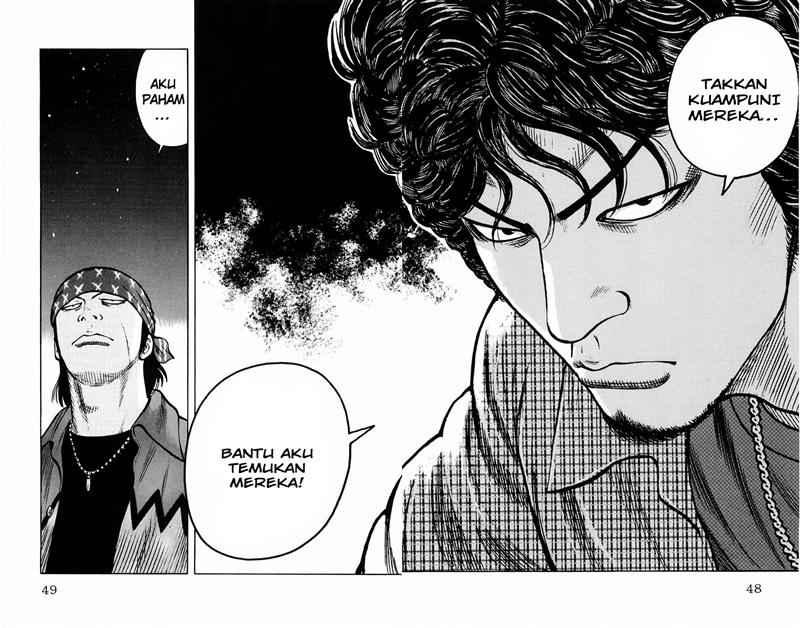 TAKKAN
KUAMPUNI
MEREKA...
BANTU AKU
TEMUKAN
MEREKA!
AKU
PAHAM
...
49
48